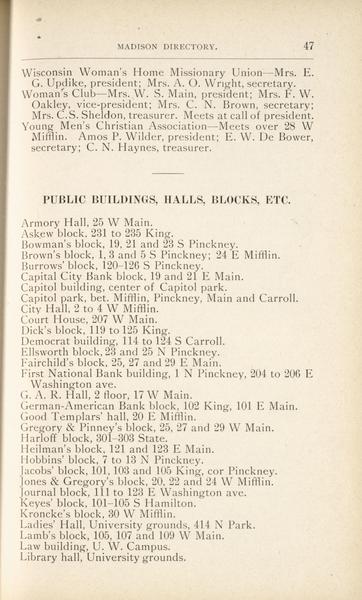 MADISON DIRECTORY. 47
Wisconsin Woman's Home Missionary Union—Mrs. E.
G. Updike, president; Mrs. A. O. Wright, secretary.
Woman's Club—Mrs. W. S. Main, president; Mrs. F. W.
Oakley, vice-president; Mrs. C. N. Brown, secretary;
Mrs. C. S. Sheldon, treasurer. Meets at call of president.
Young Men's Christian Association—Meets over 28 W
Mifflin. Amos P. Wilder, president; E. W. De Bower,
secretary; C. N. Haynes, treasurer.
PUBLIC BUILDINGS, HALLS, BLOCKS, ETC.
Armory Hall, 25 W Main.
Askew block, 231 to 235 King.
Bowman's block, 19, 21 and 23 S Pinckney.
Brown's block, 1, 3 and 5 S Pinckney; 24 E Mifflin.
Burrows' block, 120-126 S Pinckney.
Capital City Bank block, 19 and 21 E Main.
Capitol building, center of Capitol park.
Capitol park, bet. Mifflin, Pinckney, Main and Carroll.
City Hall, 2 to 4 W Mifflin.
Court House, 207 W Main.
Dick's block, 119 to 125 King.
Democrat building, 114 to 124 S Carroll.
Ellsworth block, 23 and 25 N Pinckney.
Fairchild's block, 25, 27 and 29 E Main.
First National Bank building, 1 N Pinckney, 204 to 206 E
Washington ave.
G. A. R. Hall, 2 floor, 17 W Main.
German-American Bank block, 102 King, 101 E Main.
Good Templars' hall, 20 E Mifflin.
Gregory & Pinney's block, 25, 27 and 29 W Main.
Harloff block, 301-303 State.
Heilman's block, 121 and 123 E Main.
Hobbins' block, 7 to 13 N Pinckney.
Jacobs' block, 101, 103 and 105 King, cor Pinckney.
Jones & Gregory's block, 20, 22 and 24 W Mifflin.
Journal block, 111 to 123 E Washington ave.
Keyes' block, 101-105 S Hamilton.
Kroncke's block, 30 W Mifflin.
Ladies' Hall, University grounds, 414 N Park.
Lamb's block, 105, 107 and 109 W Main.
Law building, U. W. Campus.
Library hall, University grounds.